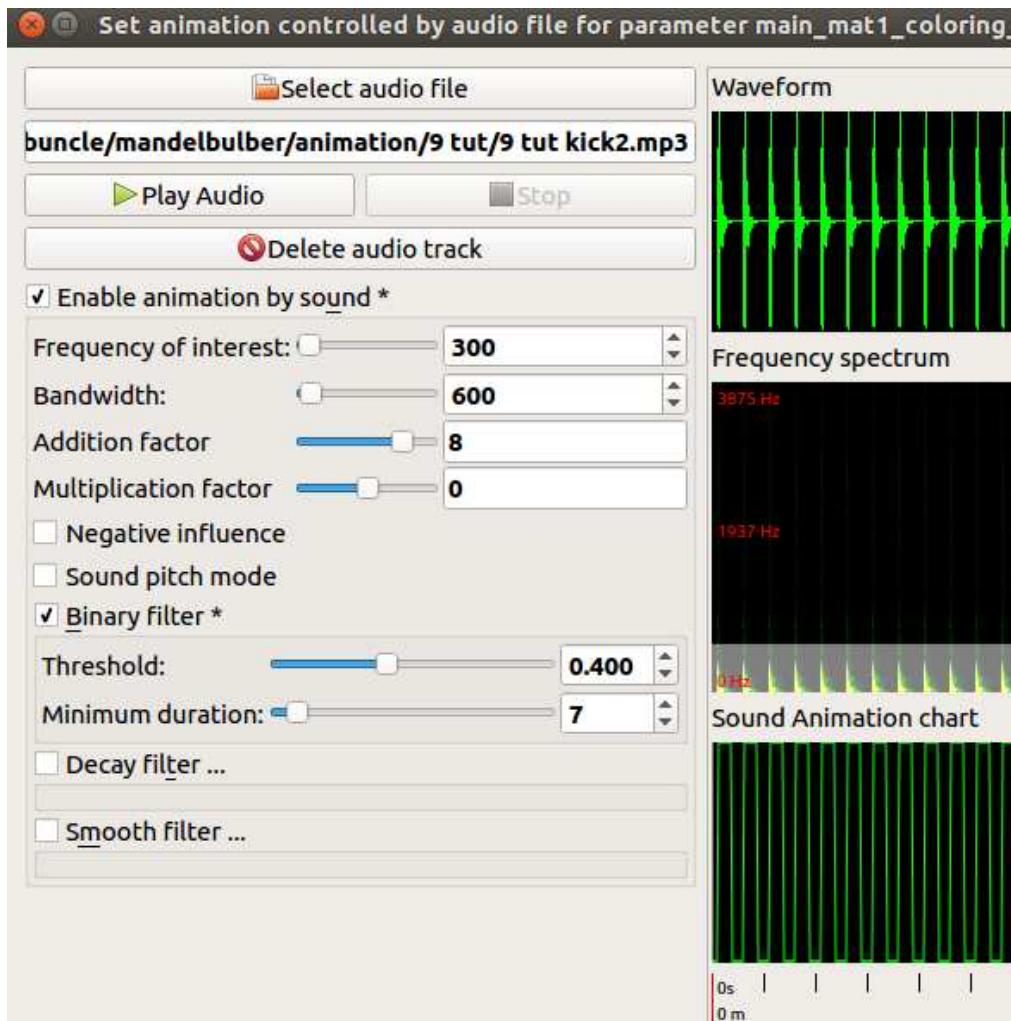 Set animation controlled by audio file for parameter main_mat1_coloring_
Select audio file
buncle/mandelbulber/animation/9 tut/9 tut kick2.mp3
Play Audio
Stop
Delete audio track
Enable animation by sound *
Frequency of interest: 300
Bandwidth: 600
Addition factor 8
Multiplication factor 0
Negative influence
Sound pitch mode
Binary filter *
Threshold: 0.400
Minimum duration: 7
Decay filter ...
Smooth filter ...
Waveform
Frequency spectrum
3875 Hz
1937 Hz
0 Hz
Sound Animation chart
0s
0 m